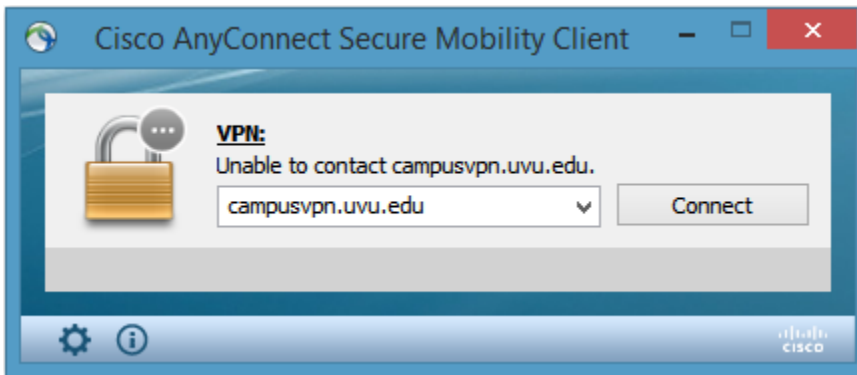 Cisco AnyConnect Secure Mobility Client
VPN:
Unable to contact campusvpn.uvu.edu.
campusvpn.uvu.edu
Connect
cisco